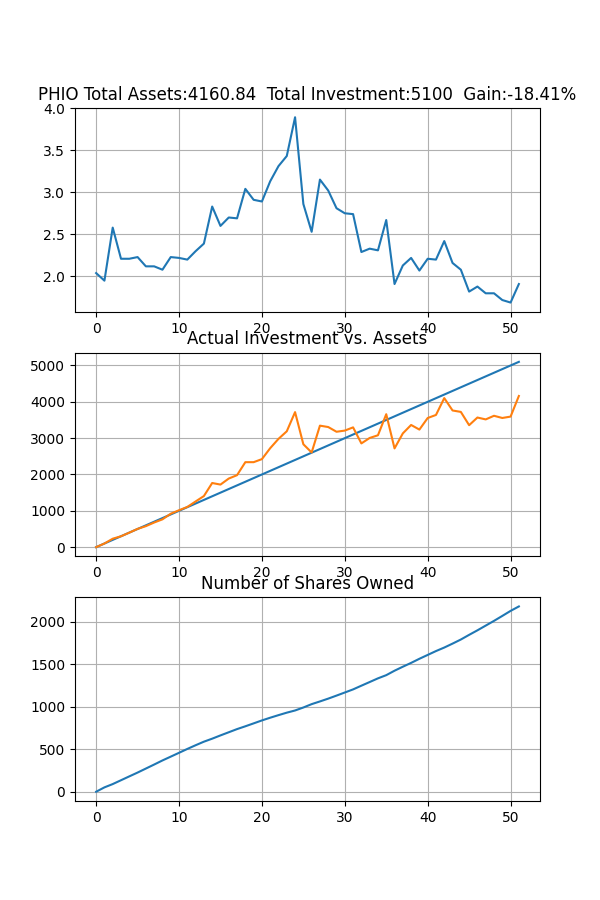 PHIO Total Assets:4160.84  Total Investment:5100  Gain:-18.41%
4.0
3.5
3.0
2.5
2.0
0 10 20 30 40 50
Actual Investment vs. Assets
5000
4000
3000
2000
1000
0
0 10 20 30 40 50
Number of Shares Owned
2000
1500
1000
500
0
0 10 20 30 40 50